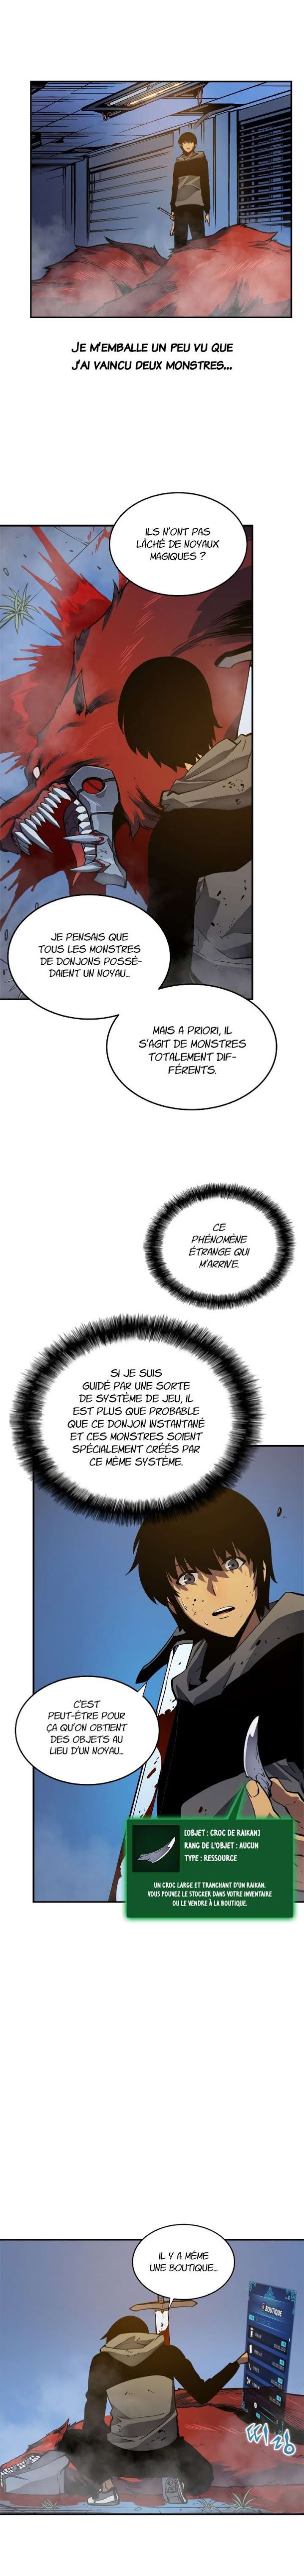 JE M'EMBALLE UN PEU VU QUE
J'AI VAINCU DEUX MONSTRES...
ILS N'ONT PAS
LÂCHÉ DE NOYAUX
MAGIQUES ?
JE PENSAIS QUE
TOUS LES MONSTRES
DE DONJONS POSSÉ-
DAIENT UN NOYAU...
MAIS A PRIORI, IL
S'AGIT DE MONSTRES
TOTALEMENT DIF-
FÉRENTS.
CE
PHÉNOMÈNE
ÉTRANGE QUI
M'ARRIVE.
SI JE SUIS
GUIDÉ PAR UNE SORTE
DE SYSTÈME DE JEU, IL
EST PLUS QUE PROBABLE
QUE CE DONJON INSTANTANÉ
ET CES MONSTRES SOIENT
SPÉCIALEMENT CRÉÉS PAR
CE MÊME SYSTÈME.
C'EST
PEUT-ÊTRE POUR
ÇA QU'ON OBTIENT
DES OBJETS AU
LIEU D'UN NOYAU...
[OBJET : CROC DE RAIKAN]
RANG DE L'OBJET : AUCUN
TYPE : RESSOURCE
UN CROC LARGE ET TRANCHANT D'UN RAIKAN.
VOUS POUVEZ LE STOCKER DANS VOTRE INVENTAIRE
OU LE VENDRE À LA BOUTIQUE.
IL Y A MÊME
UNE BOUTIQUE...
BOUTIQUE
띠링